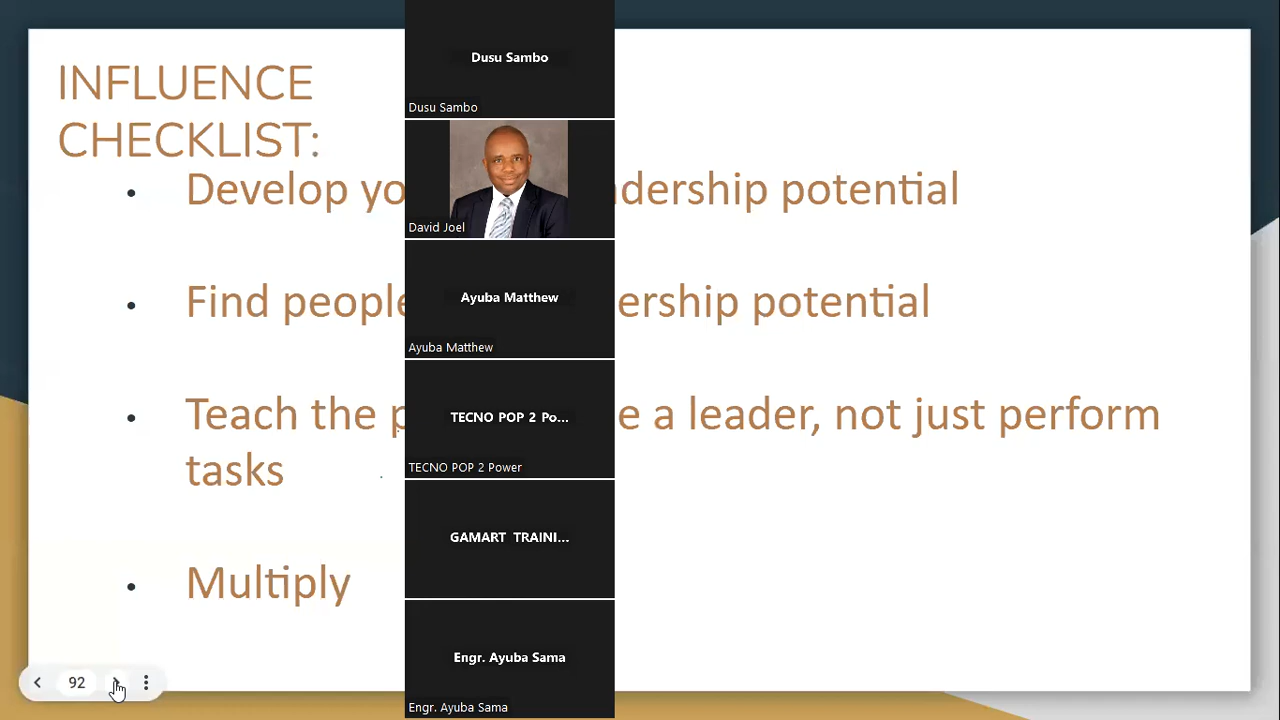 INFLUENCE
CHECKLIST:
• Develop yo adership potential
• Find people ership potential
• Teach the p e a leader, not just perform
tasks
• Multiply
92
Dusu Sambo
Dusu Sambo
David Joel
Ayuba Matthew
Ayuba Matthew
TECNO POP 2 Po...
TECNO POP 2 Power
GAMART TRAINI...
Engr. Ayuba Sama
Engr. Ayuba Sama